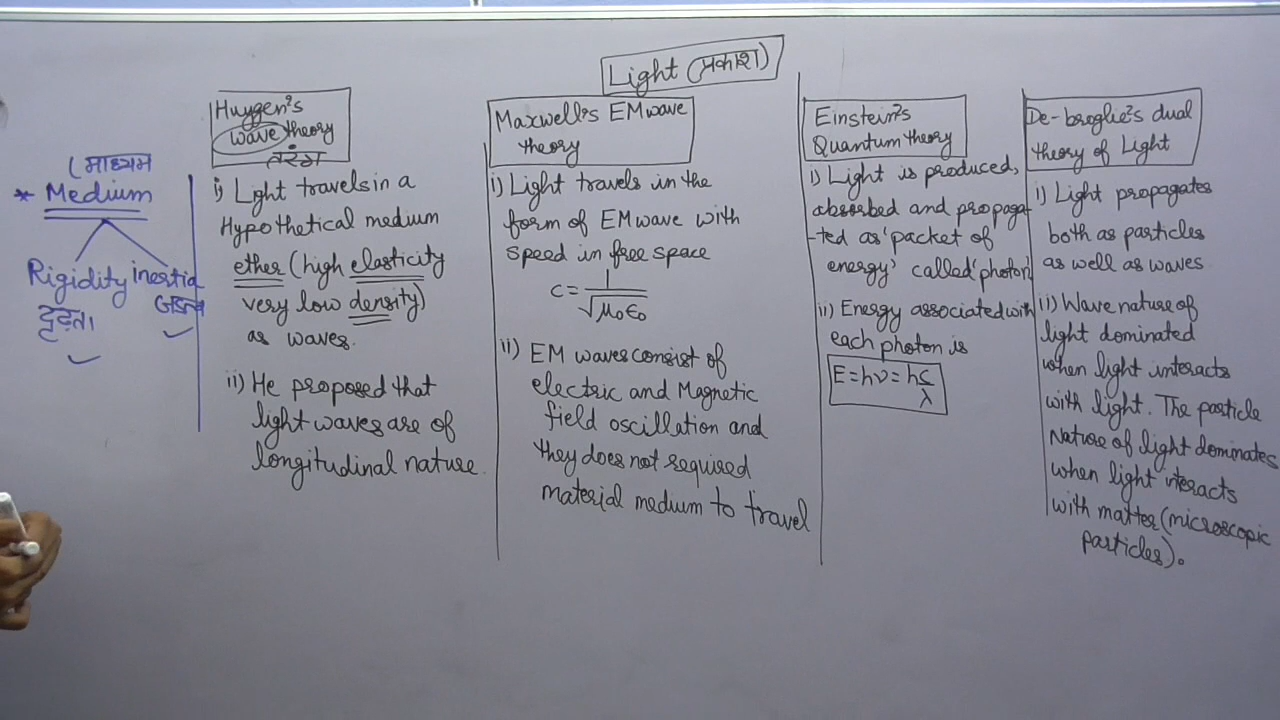 Light (प्रकाश)
(माध्यम
* Medium
Rigidity inertia
दृढ़ता जड़त्व
Huygen's
wave theory
तरंग
i) Light travels in a
Hypothetical medium
ether (high elasticity
very low density)
as waves.
ii) He proposed that
light waves are of
longitudinal nature.
Maxwell's EM wave
theory
i) Light travels in the
form of EM wave with
speed in free space
c = 1/√μ₀ε₀
ii) EM waves consist of
electric and Magnetic
field oscillation and
they does not required
material medium to travel
Einstein's
Quantum theory
i) Light is produced,
absorbed and propaga-
-ted as 'packet of
energy' called 'photon'
ii) Energy associated with
each photon is
E = hν = hc/λ
De-broglie's dual
theory of Light
i) Light propagates
both as particles
as well as waves
ii) Wave nature of
light dominated
when light interacts
with light. The particle
Nature of light dominates
when light interacts
with matter (microscopic
particles).